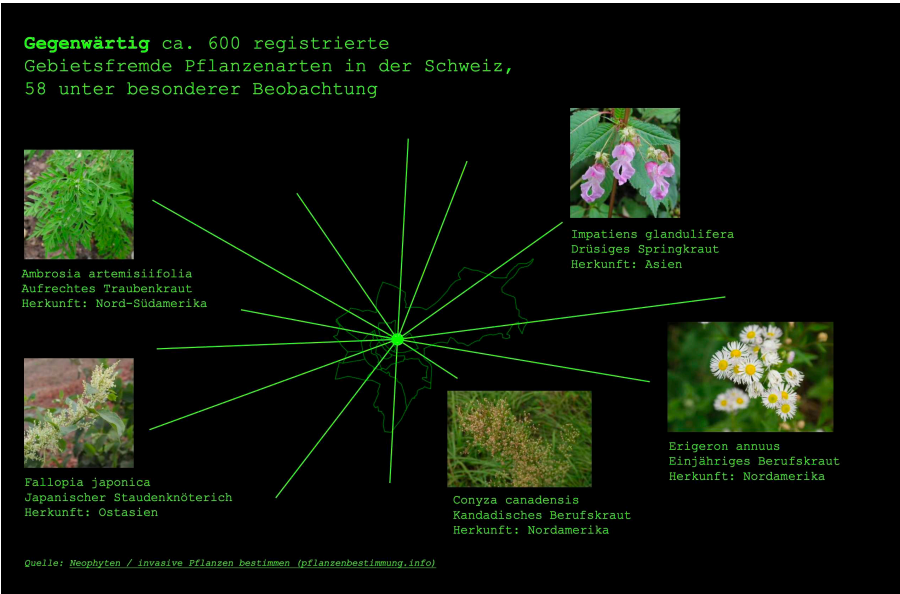 Gegenwärtig ca. 600 registrierte
Gebietsfremde Pflanzenarten in der Schweiz,
58 unter besonderer Beobachtung
Impatiens glandulifera
Drüsiges Springkraut
Herkunft: Asien
Ambrosia artemisiifolia
Aufrechtes Traubenkraut
Herkunft: Nord-Südamerika
Erigeron annuus
Einjähriges Berufskraut
Herkunft: Nordamerika
Fallopia japonica
Japanischer Staudenknöterich
Herkunft: Ostasien
Conyza canadensis
Kandadisches Berufskraut
Herkunft: Nordamerika
Quelle: Neophyten / invasive Pflanzen bestimmen (pflanzenbestimmung.info)